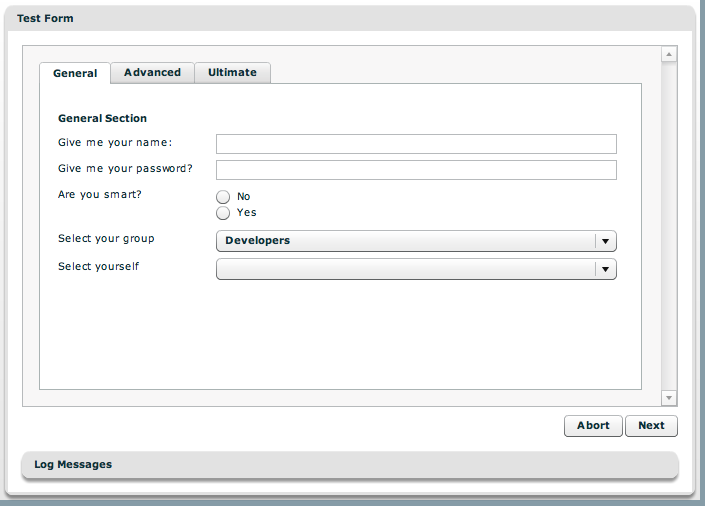 Test Form
General Advanced Ultimate
General Section
Give me your name:
Give me your password?
Are you smart?
No
Yes
Select your group Developers
Select yourself
Abort Next
Log Messages